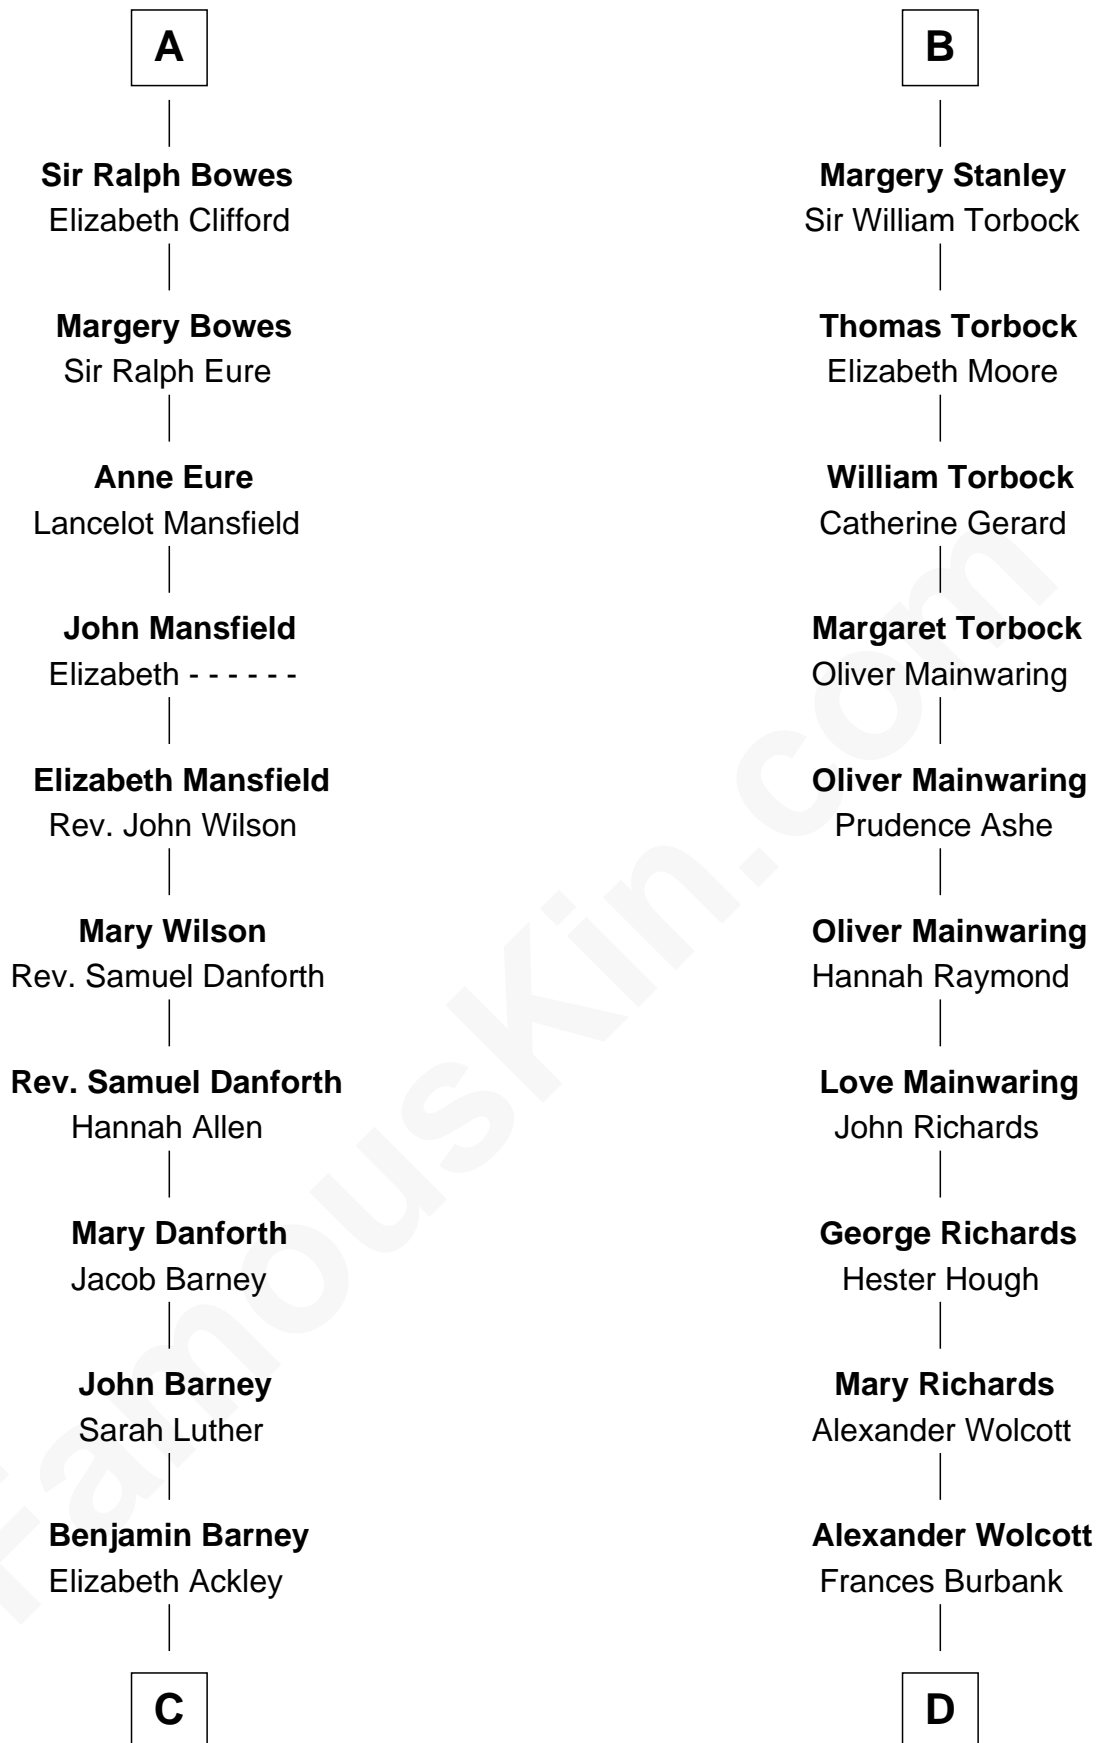 A
Sir Ralph Bowes
Elizabeth Clifford
Margery Bowes
Sir Ralph Eure
Anne Eure
Lancelot Mansfield
John Mansfield
Elizabeth - - - - - -
Elizabeth Mansfield
Rev. John Wilson
Mary Wilson
Rev. Samuel Danforth
Rev. Samuel Danforth
Hannah Allen
Mary Danforth
Jacob Barney
John Barney
Sarah Luther
Benjamin Barney
Elizabeth Ackley
C
B
Margery Stanley
Sir William Torbock
Thomas Torbock
Elizabeth Moore
William Torbock
Catherine Gerard
Margaret Torbock
Oliver Mainwaring
Oliver Mainwaring
Prudence Ashe
Oliver Mainwaring
Hannah Raymond
Love Mainwaring
John Richards
George Richards
Hester Hough
Mary Richards
Alexander Wolcott
Alexander Wolcott
Frances Burbank
D
FamousKin.com